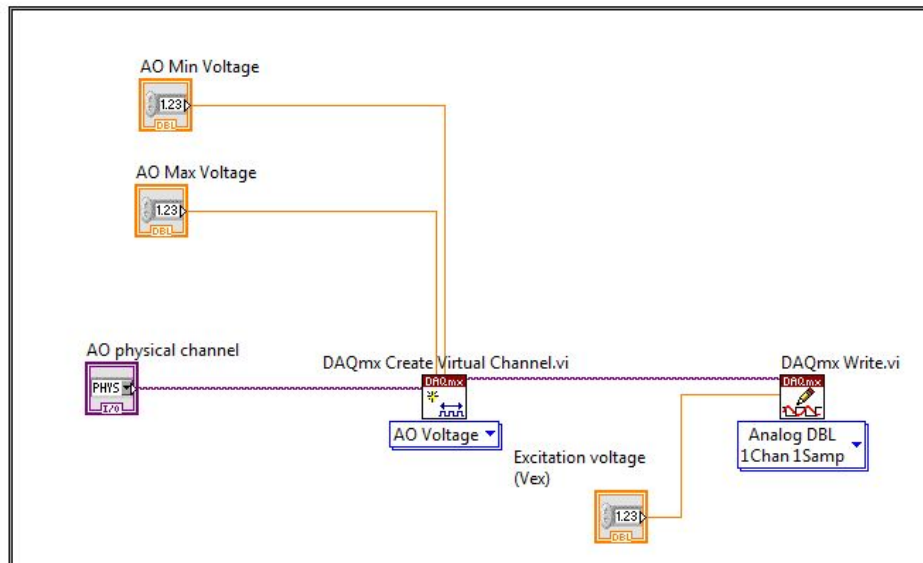 AO Min Voltage
1.23
DBL
AO Max Voltage
1.23
DBL
AO physical channel
PHYS
I/O
DAQmx Create Virtual Channel.vi
DAQmx
AO Voltage
DAQmx Write.vi
DAQmx
Analog DBL
1Chan 1Samp
Excitation voltage
(Vex)
1.23
DBL